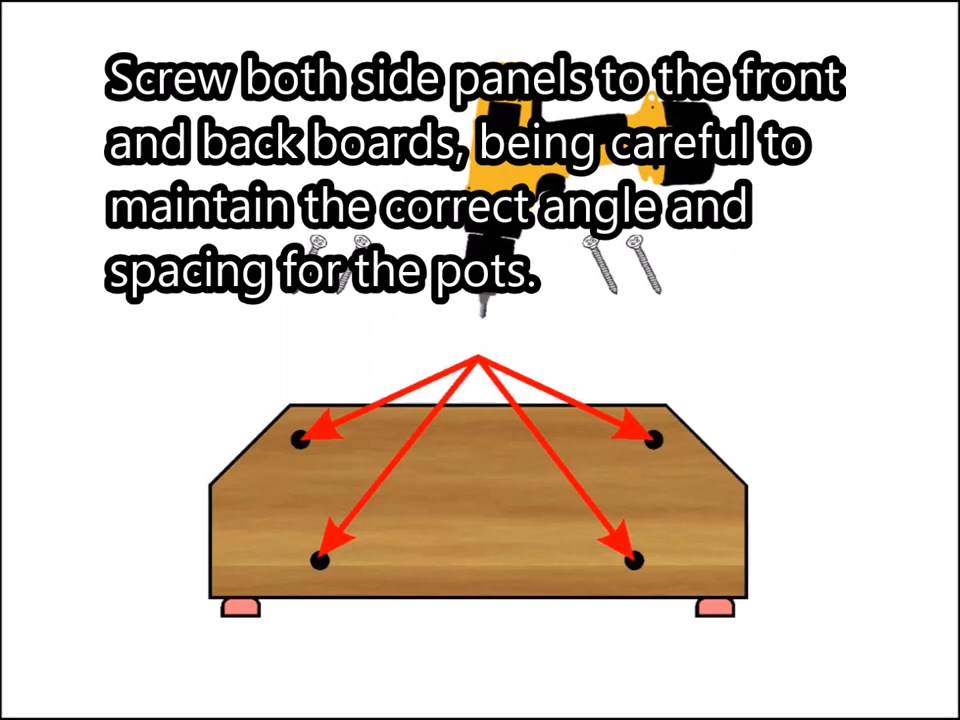 Screw both side panels to the front
and back boards, being careful to
maintain the correct angle and
spacing for the pots.